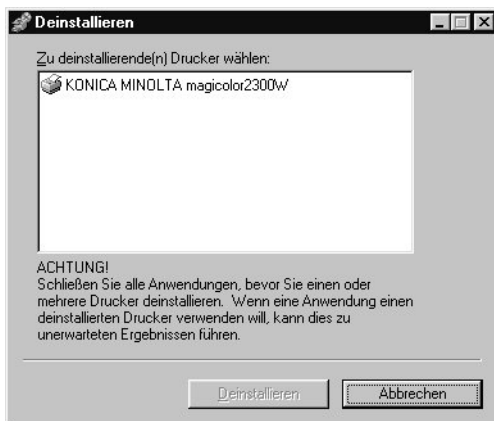 Deinstallieren
Zu deinstallierende(n) Drucker wählen:
KONICA MINOLTA magicolor2300W
ACHTUNG!
Schließen Sie alle Anwendungen, bevor Sie einen oder
mehrere Drucker deinstallieren. Wenn eine Anwendung einen
deinstallierten Drucker verwenden will, kann dies zu
unerwarteten Ergebnissen führen.
Deinstallieren
Abbrechen